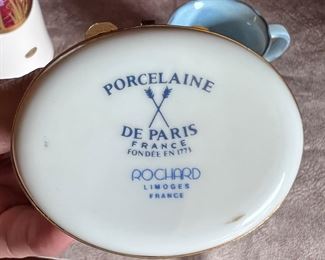 PORCELAINE
DE PARIS
FRANCE
FONDÉE EN 1773
ROCHARD
LIMOGES
FRANCE